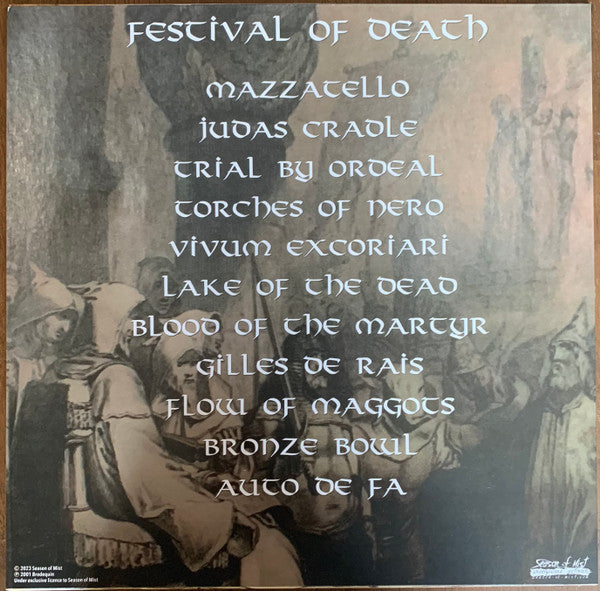 FESTIVAL OF DEATH
MAZZATELLO
JUDAS CRADLE
TRIAL BY ORDEAL
TORCHES OF NERO
VIVUM EXCORIARI
LAKE OF THE DEAD
BLOOD OF THE MARTYR
GILLES DE RAIS
FLOW OF MAGGOTS
BRONZE BOWL
AUTO DE FA
© 2023 Season of Mist
℗ 2001 Brodequin
Under exclusive licence to Season of Mist
Season of Mist